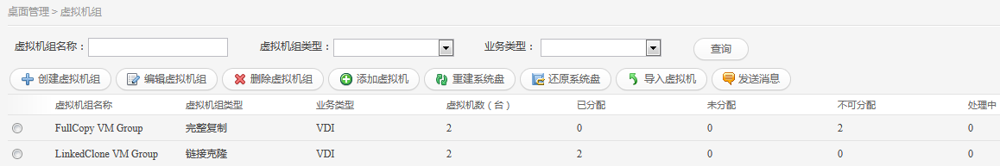 桌面管理 > 虚拟机组
虚拟机组名称： 虚拟机组类型： 业务类型： 查询
创建虚拟机组 编辑虚拟机组 删除虚拟机组 添加虚拟机 重建系统盘 还原系统盘 导入虚拟机 发送消息
虚拟机组名称 虚拟机组类型 业务类型 虚拟机数（台） 已分配 未分配 不可分配 处理中
FullCopy VM Group 完整复制 VDI 2 0 0 2 0
LinkedClone VM Group 链接克隆 VDI 2 2 0 0 0